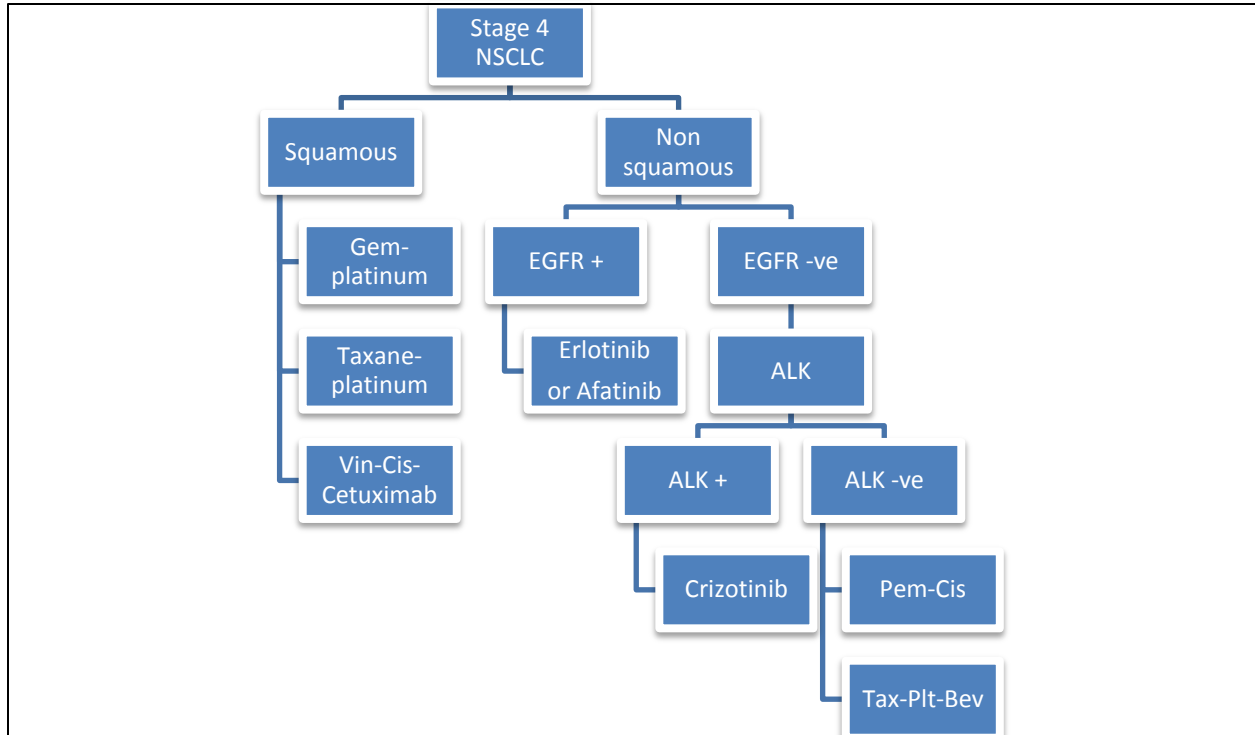 Stage 4
NSCLC
Squamous
Non
squamous
Gem-
platinum
EGFR +
EGFR -ve
Taxane-
platinum
Erlotinib
or Afatinib
ALK
Vin-Cis-
Cetuximab
ALK +
ALK -ve
Crizotinib
Pem-Cis
Tax-Plt-Bev